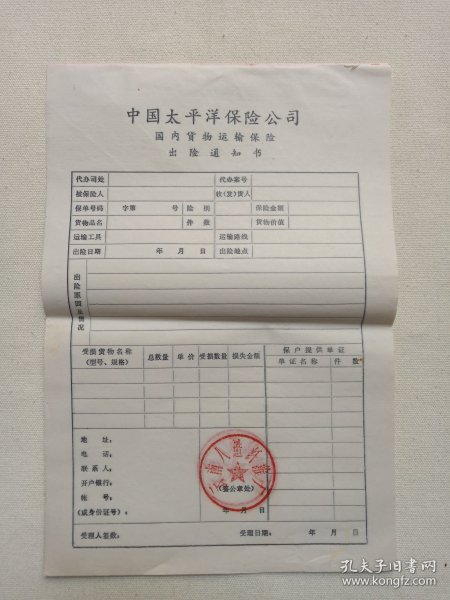 中国太平洋保险公司
国内货物运输保险
出险通知书
代办司处 代办案号
被保险人 收(发)货人
保单号码 字第 号 险别 保险金额
货物品名 件数 货物价值
运输工具 运输路线
出险日期 年 月 日 出险地点
出险原因及情况
受损货物名称(型号、规格) 总数量 单价 受损数量 损失金额 保户提供单证
单证名称 件数
地址:
电话:
联系人:
开户银行:
帐号:
(或身份证号): (签公章处)
年 月 日
受理人签数: 受理日期: 年 月 日
孔夫子旧书网
www.kongfz.com